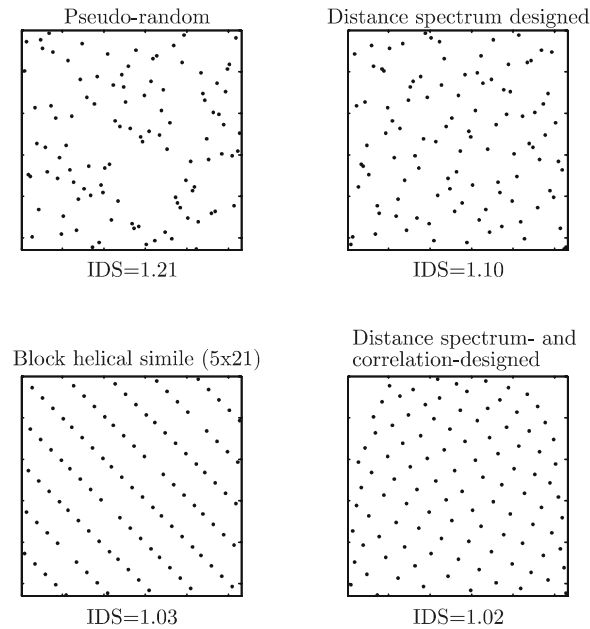 Pseudo-random
Distance spectrum designed
IDS=1.21
IDS=1.10
Block helical simile (5x21)
Distance spectrum- and
correlation-designed
IDS=1.03
IDS=1.02